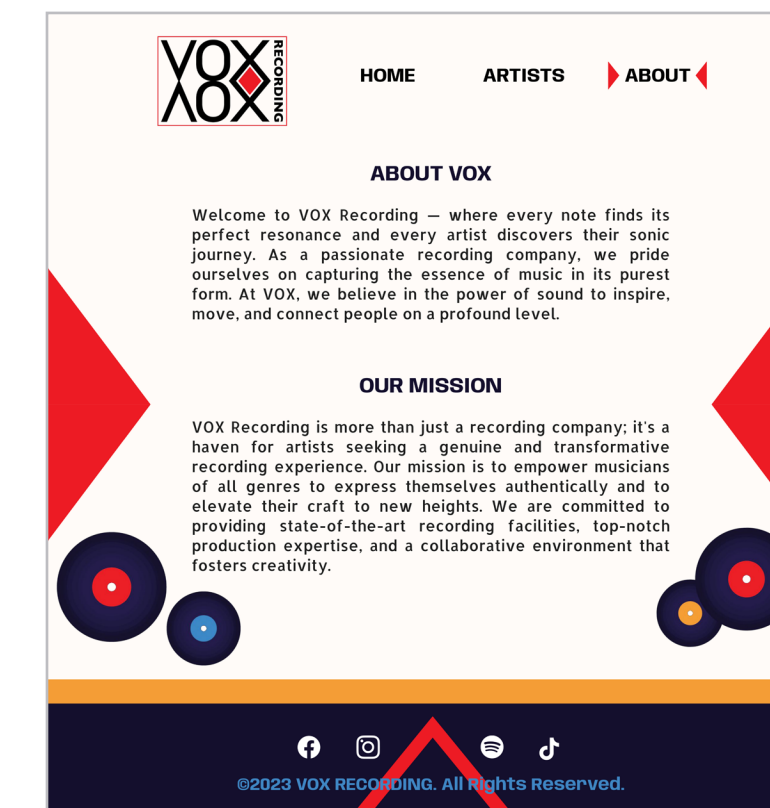 VOX
VOX
RECORDING
HOME ARTISTS ABOUT
ABOUT VOX
Welcome to VOX Recording — where every note finds its
perfect resonance and every artist discovers their sonic
journey. As a passionate recording company, we pride
ourselves on capturing the essence of music in its purest
form. At VOX, we believe in the power of sound to inspire,
move, and connect people on a profound level.
OUR MISSION
VOX Recording is more than just a recording company; it's a
haven for artists seeking a genuine and transformative
recording experience. Our mission is to empower musicians
of all genres to express themselves authentically and to
elevate their craft to new heights. We are committed to
providing state-of-the-art recording facilities, top-notch
production expertise, and a collaborative environment that
fosters creativity.
©2023 VOX RECORDING. All Rights Reserved.